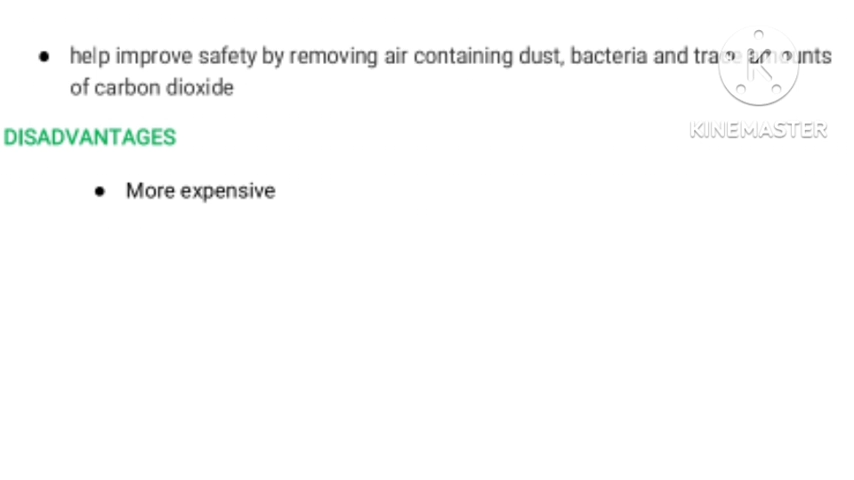 ● help improve safety by removing air containing dust, bacteria and trace amounts
of carbon dioxide
KINEMASTER
DISADVANTAGES
● More expensive